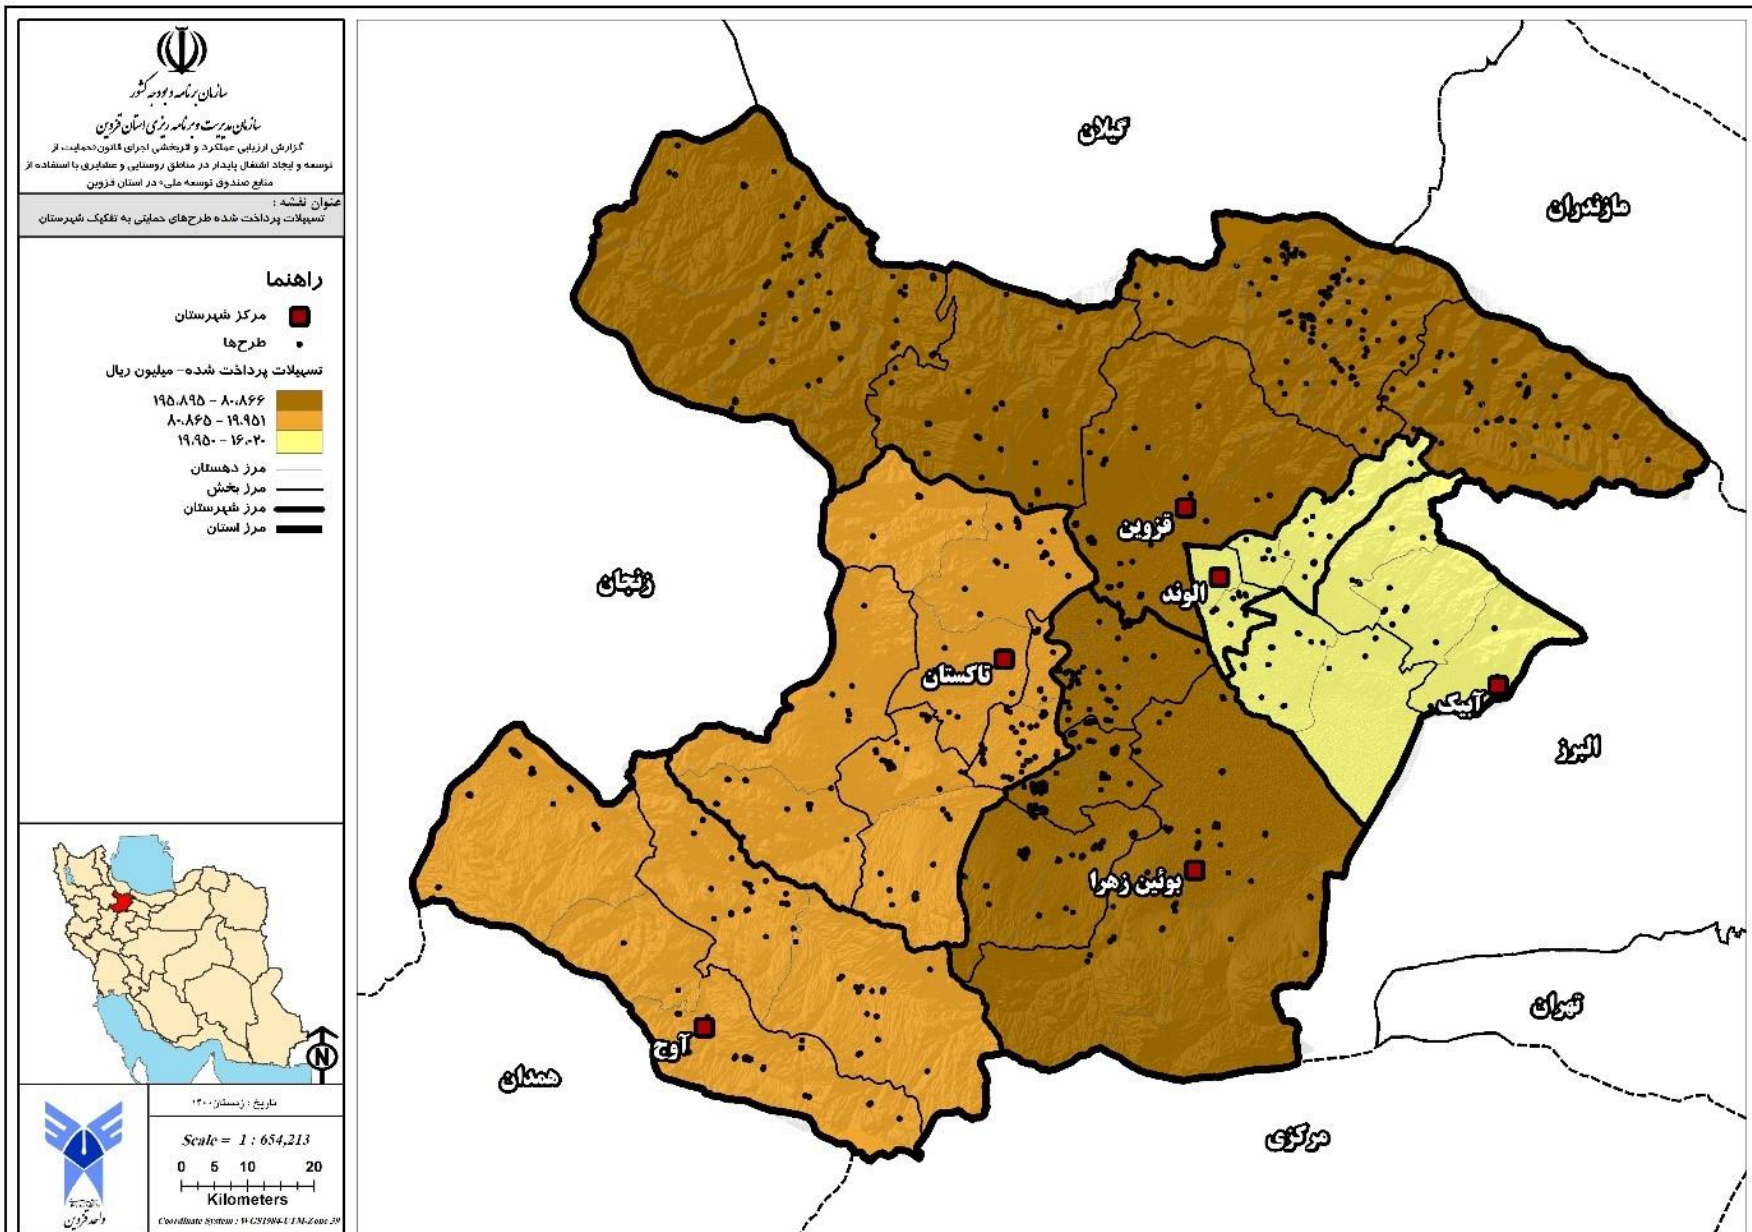 سازمان برنامه و بودجه کشور
سازمان مدیریت و برنامه ریزی استان قزوین
گزارش ارزیابی عملکرد و اثربخشی اجرای قانون «حمایت از
توسعه و ایجاد اشتغال پایدار در مناطق روستایی و عشایری با استفاده از
منابع صندوق توسعه ملی» در استان قزوین
عنوان نقشه :
تسهیلات پرداخت شده طرح‌های حمایتی به تفکیک شهرستان
راهنما
مرکز شهرستان
طرح‌ها
تسهیلات پرداخت شده- میلیون ریال
۸۰،۸۶۶ - ۱۹۵،۸۹۵
۱۹،۹۵۱ - ۸۰،۸۶۵
۱۶،۰۲۰ - ۱۹،۹۵۰
مرز دهستان
مرز بخش
مرز شهرستان
مرز استان
N
تاریخ : زمستان ۱۴۰۰
Scale = 1 : 654,213
0 5 10 20
Kilometers
Coordinate System : WGS1984-UTM-Zone 39
واحد قزوین
گیلان
مازندران
زنجان
قزوین
الوند
تاکستان
آبیک
البرز
بوئین زهرا
تهران
آوج
همدان
مرکزی